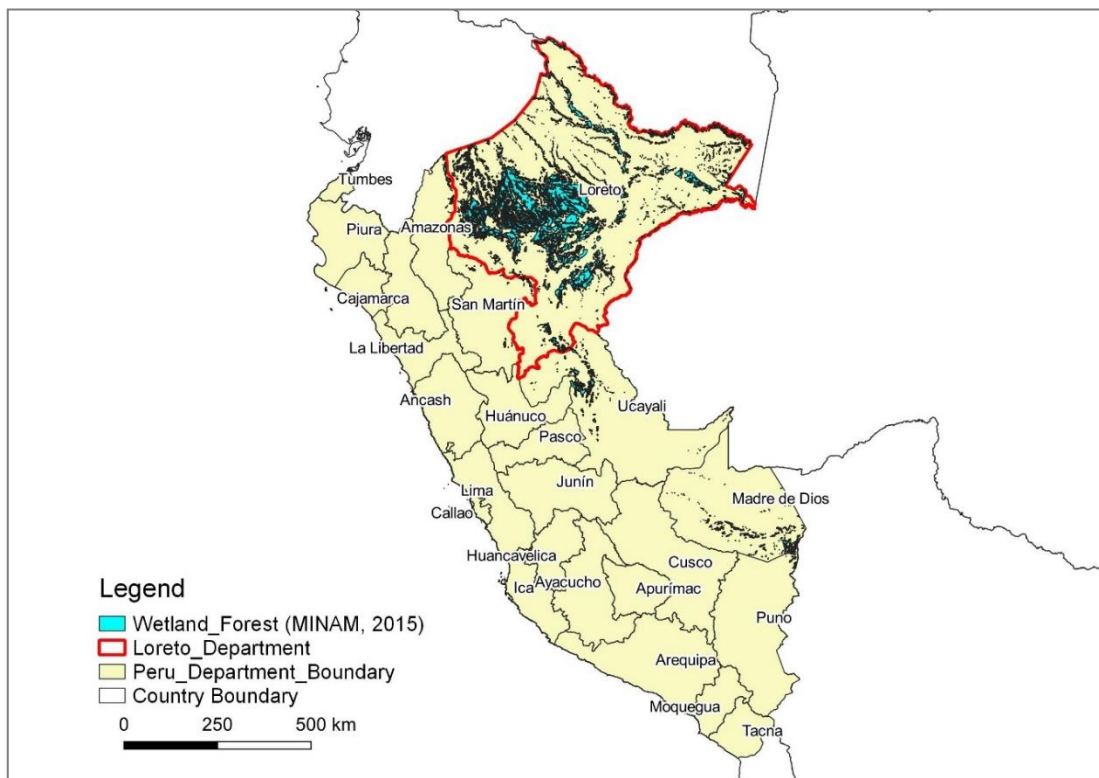 Tumbes
Loreto
Piura
Amazonas
Cajamarca
San Martín
La Libertad
Ancash
Huánuco
Ucayali
Pasco
Junín
Lima
Madre de Dios
Callao
Huancavelica
Cusco
Ica
Ayacucho
Apurímac
Puno
Arequipa
Moquegua
Tacna
Legend
Wetland_Forest (MINAM, 2015)
Loreto_Department
Peru_Department_Boundary
Country Boundary
0 250 500 km